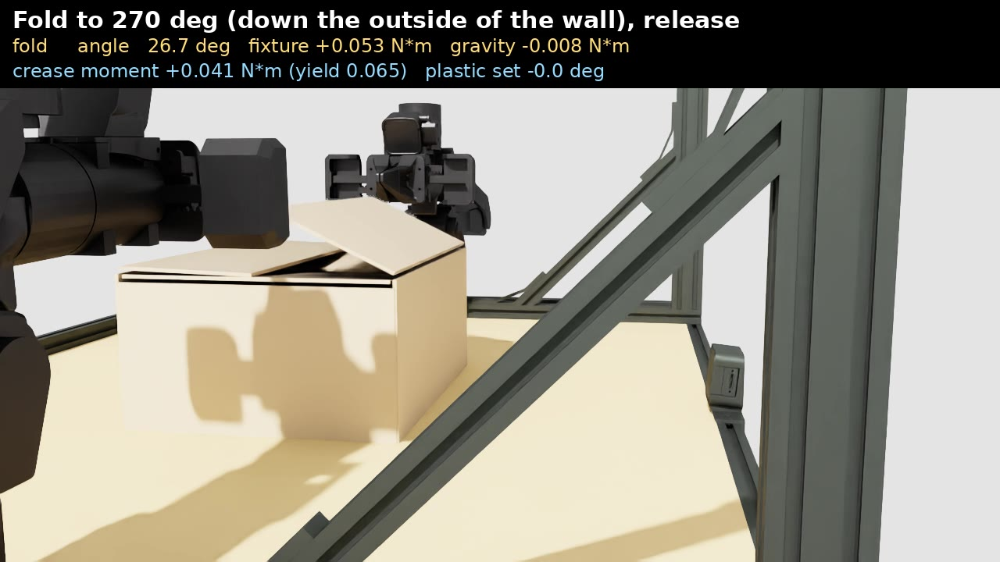 Fold to 270 deg (down the outside of the wall), release
fold angle 26.7 deg fixture +0.053 N*m gravity -0.008 N*m
crease moment +0.041 N*m (yield 0.065) plastic set -0.0 deg